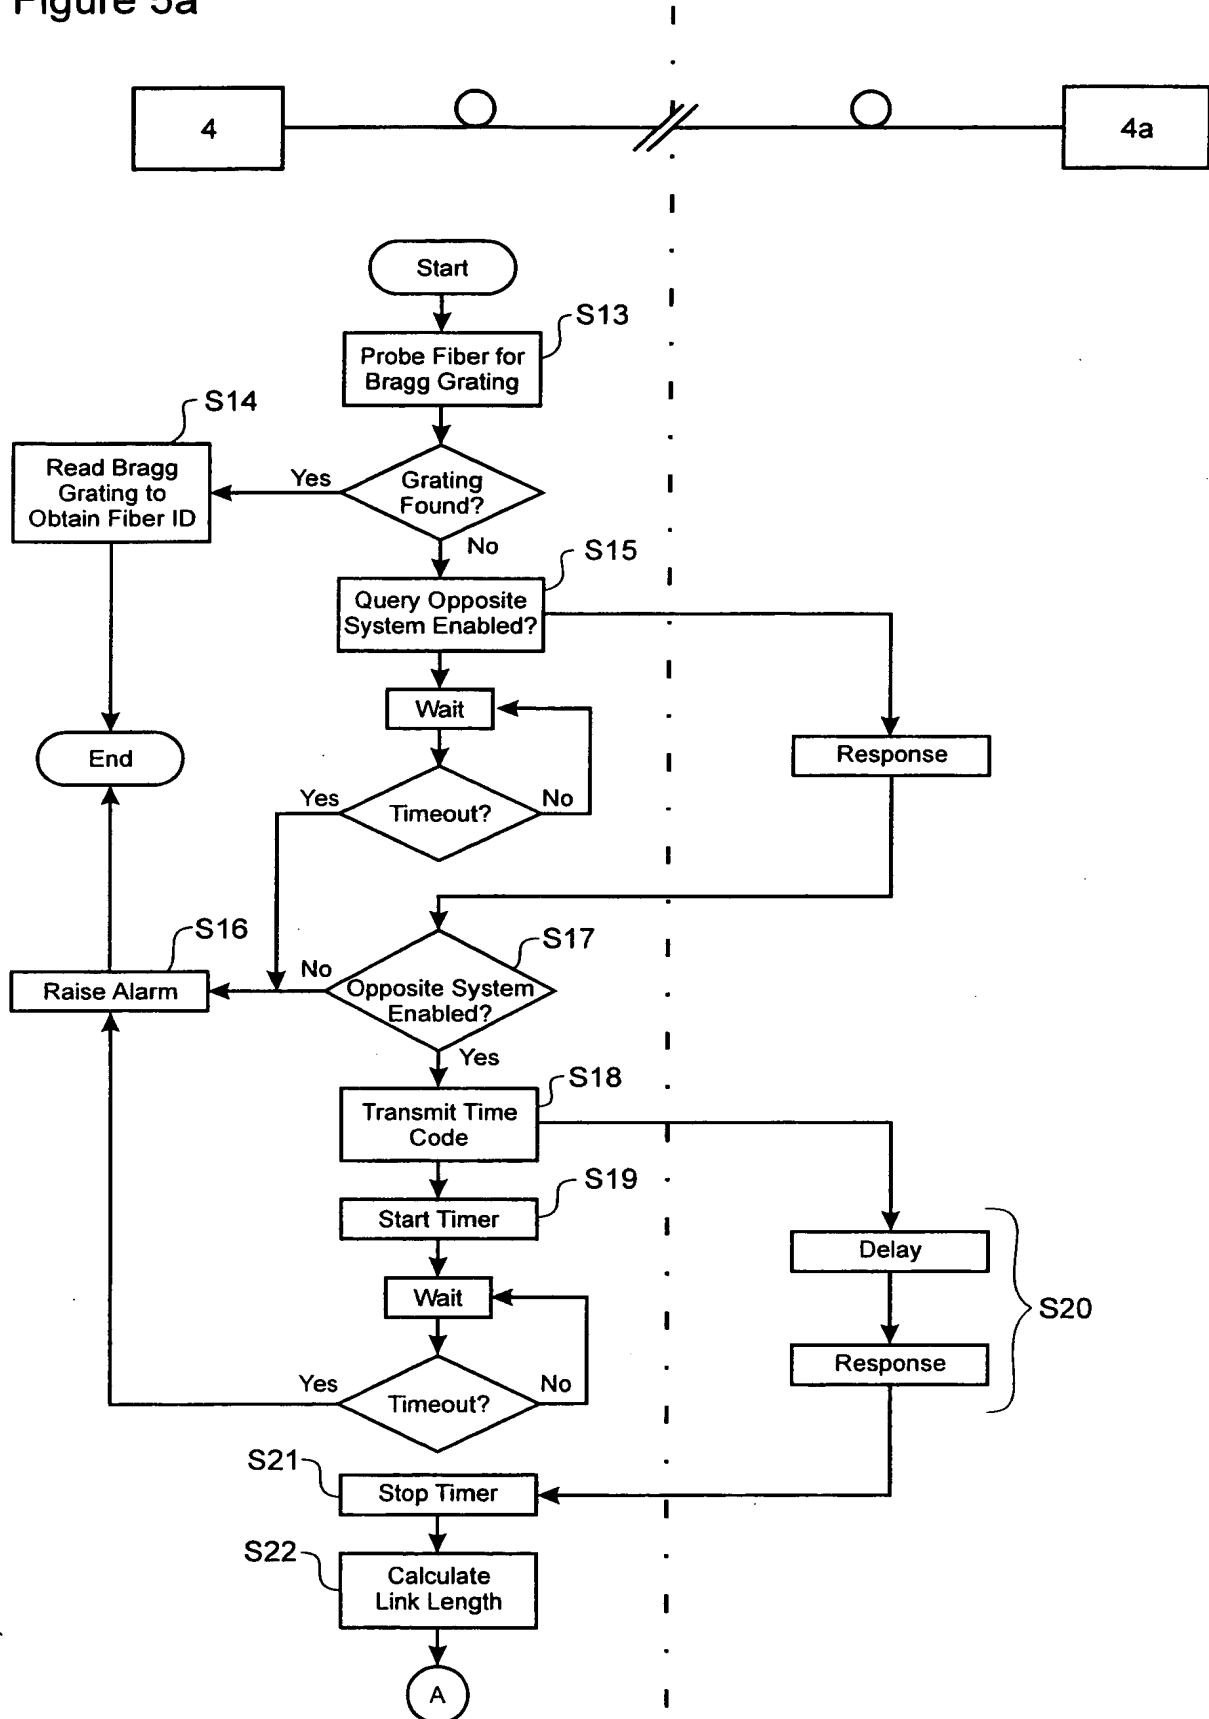 Figure 5a
4
4a
Start
S13
Probe Fiber for
Bragg Grating
S14
Read Bragg
Grating to
Obtain Fiber ID
Yes
Grating
Found?
No
S15
Query Opposite
System Enabled?
Wait
Response
End
Yes
Timeout?
No
S16
S17
Raise Alarm
No
Opposite System
Enabled?
Yes
S18
Transmit Time
Code
S19
Start Timer
Delay
Wait
S20
Response
Yes
Timeout?
No
S21
Stop Timer
S22
Calculate
Link Length
A